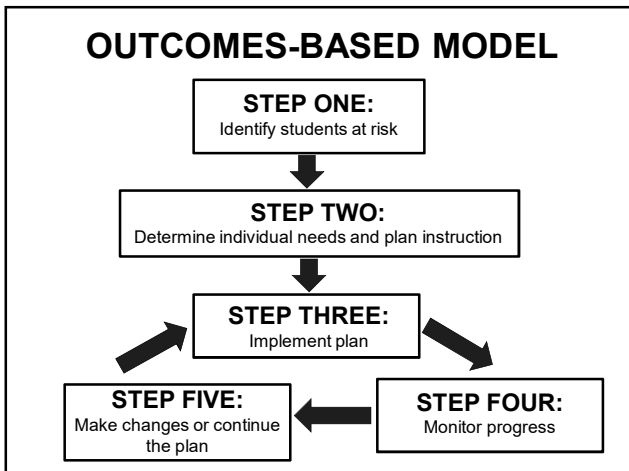 OUTCOMES-BASED MODEL
STEP ONE:
Identify students at risk
STEP TWO:
Determine individual needs and plan instruction
STEP THREE:
Implement plan
STEP FIVE:
Make changes or continue
the plan
STEP FOUR:
Monitor progress